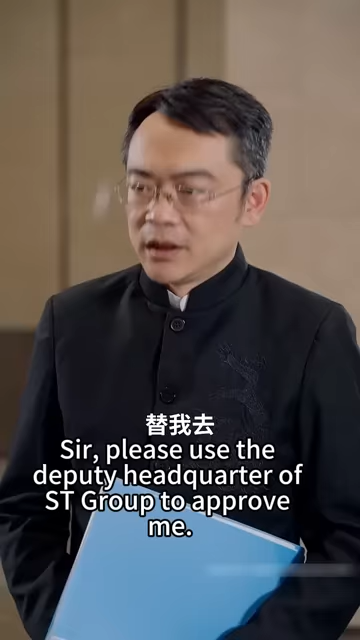 替我去
Sir, please use the
deputy headquarter of
ST Group to approve
me.